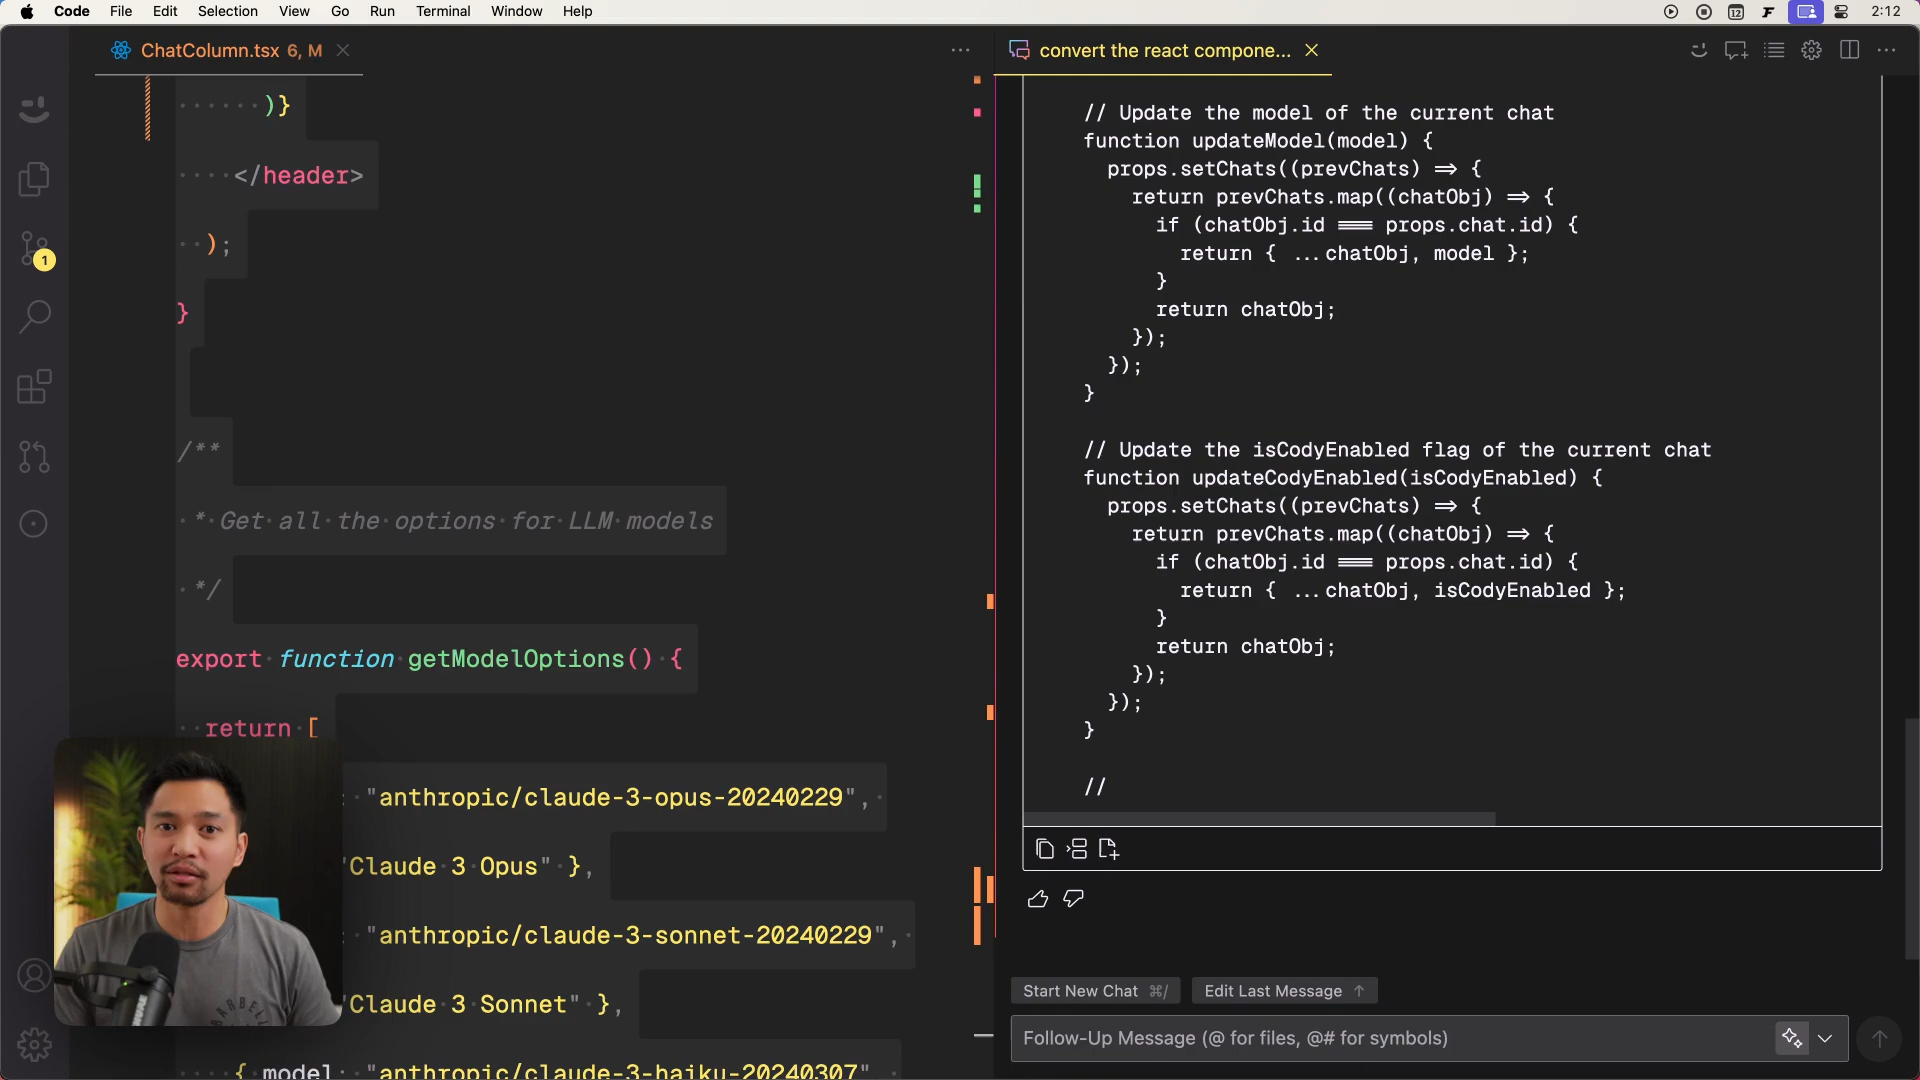 Code File Edit Selection View Go Run Terminal Window Help
12
2:12
ChatColumn.tsx 6, M
convert the react compone...
)}
</header>
);
}
/**
* Get all the options for LLM models
*/
export function getModelOptions() {
return [
: "anthropic/claude-3-opus-20240229",
"Claude 3 Opus" },
: "anthropic/claude-3-sonnet-20240229",
"Claude 3 Sonnet" },
{ model: "anthropic/claude-3-haiku-20240307"
1
BARBELL
// Update the model of the current chat
function updateModel(model) {
props.setChats((prevChats) => {
return prevChats.map((chatObj) => {
if (chatObj.id === props.chat.id) {
return { ...chatObj, model };
}
return chatObj;
});
});
}
// Update the isCodyEnabled flag of the current chat
function updateCodyEnabled(isCodyEnabled) {
props.setChats((prevChats) => {
return prevChats.map((chatObj) => {
if (chatObj.id === props.chat.id) {
return { ...chatObj, isCodyEnabled };
}
return chatObj;
});
});
}
//
Start New Chat ⌘/
Edit Last Message ↑
Follow-Up Message (@ for files, @# for symbols)